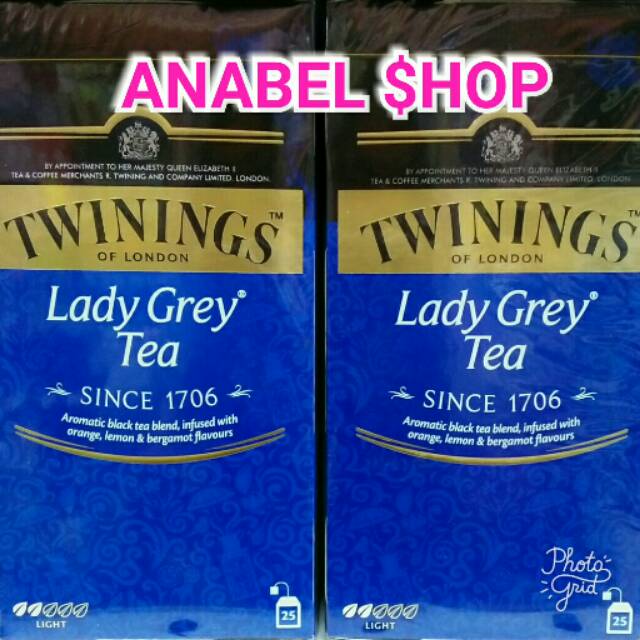 ANABEL $HOP
BY APPOINTMENT TO HER MAJESTY QUEEN ELIZABETH II
TEA & COFFEE MERCHANTS R. TWINING AND COMPANY LIMITED. LONDON.
TWININGS™
OF LONDON
Lady Grey®
Tea
SINCE 1706
Aromatic black tea blend, infused with
orange, lemon & bergamot flavours
LIGHT
25
BY APPOINTMENT TO HER MAJESTY QUEEN ELIZABETH II
TEA & COFFEE MERCHANTS R. TWINING AND COMPANY LIMITED. LONDON
TWININGS™
OF LONDON
Lady Grey®
Tea
SINCE 1706
Aromatic black tea blend, infused with
orange, lemon & bergamot flavours
LIGHT
25
Photo
Grid